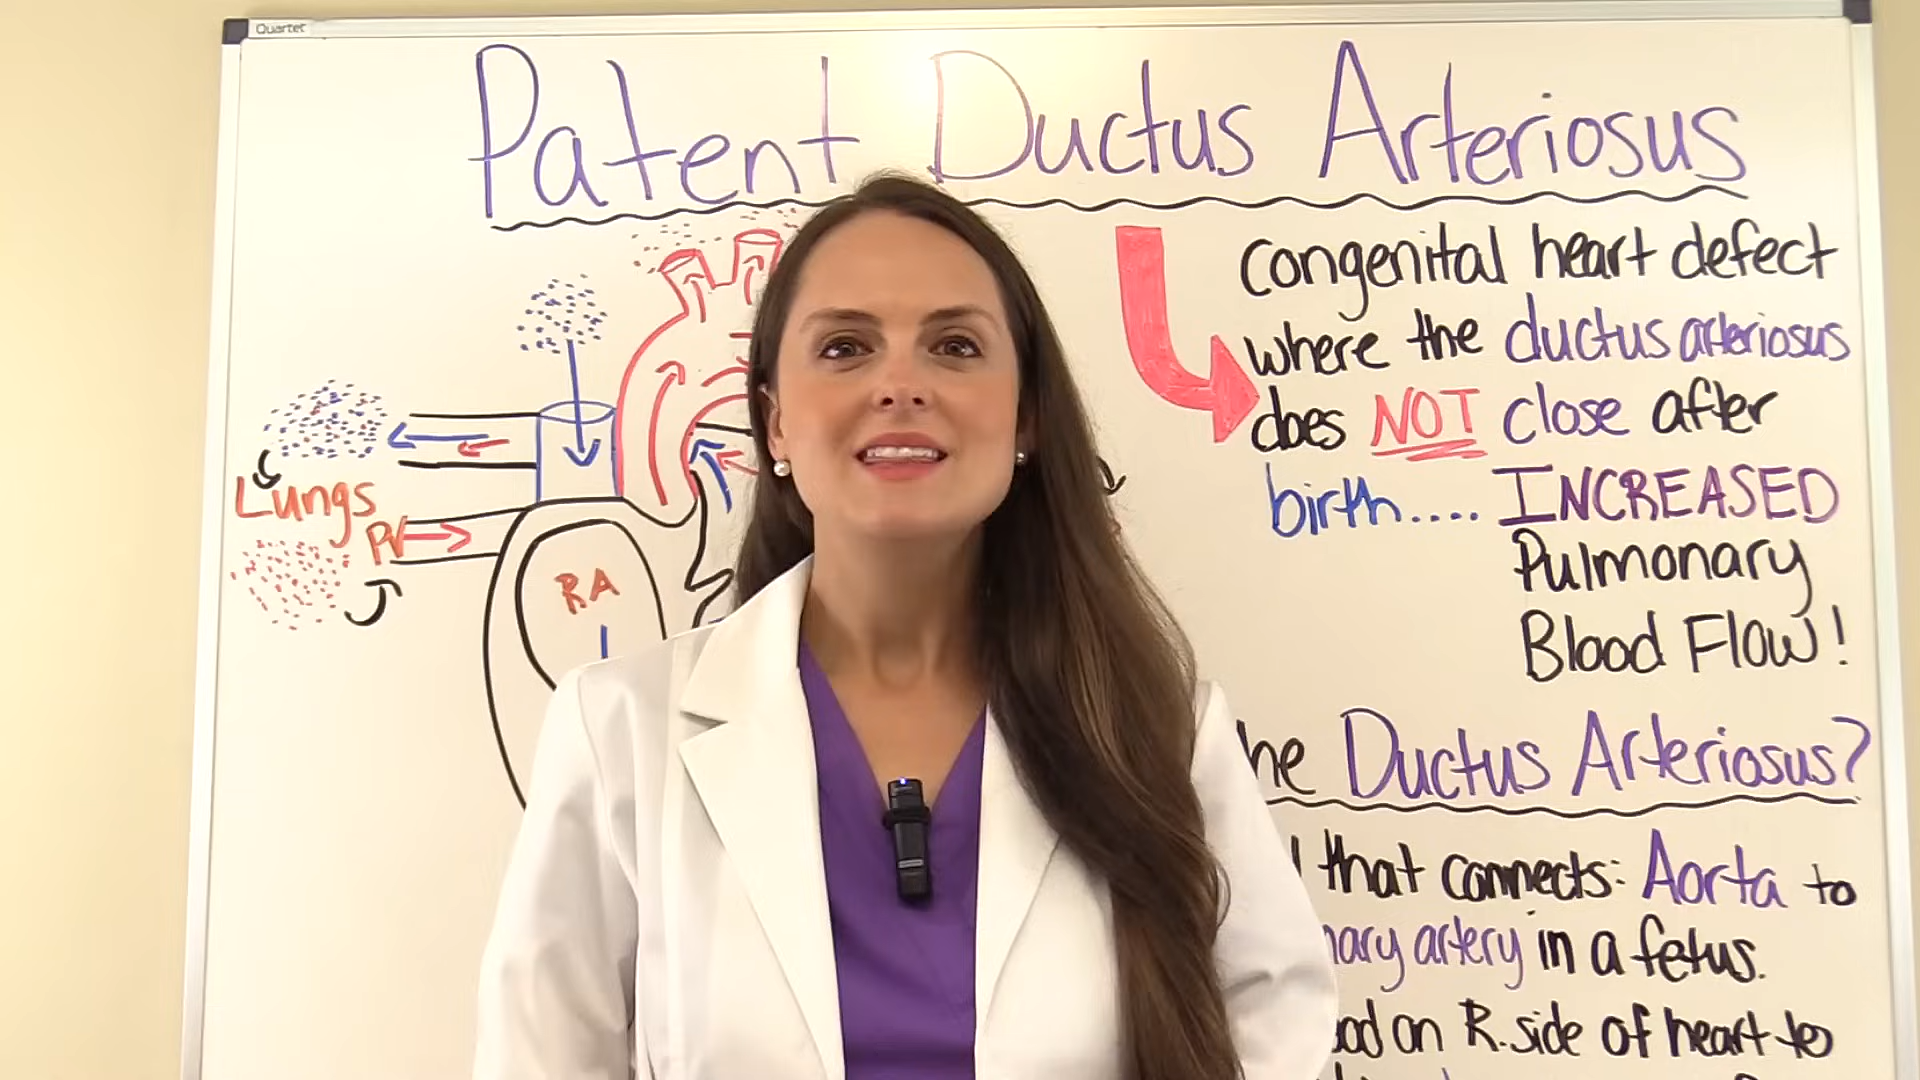 Quartet
Patent Ductus Arteriosus
congenital heart defect
where the ductus arteriosus
does NOT close after
birth.... INCREASED
Pulmonary
Blood Flow!
Lungs
PV
RA
he Ductus Arteriosus?
that connects: Aorta to
nary artery in a fetus.
on R. side of heart to